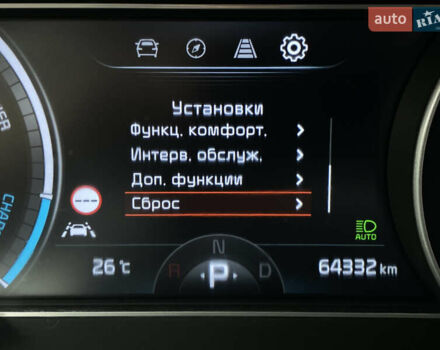 auto RIA
Установки
Функц. комфорт.
Интерв. обслуж.
Доп. функции
Сброс
AUTO
N
R P D
26°C
64332 km